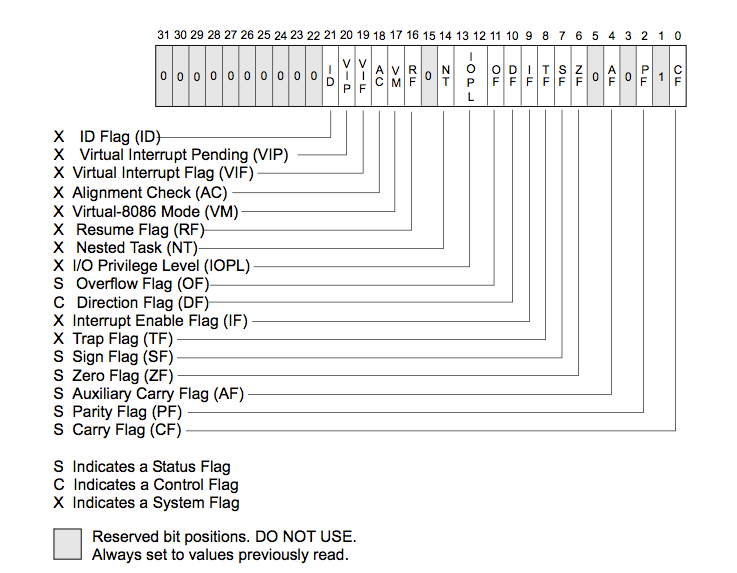 31 30 29 28 27 26 25 24 23 22 21 20 19 18 17 16 15 14 13 12 11 10 9 8 7 6 5 4 3 2 1 0
0 0 0 0 0 0 0 0 0 0 ID VIP VIF AC VM RF 0 NT IOPL OF DF IF TF SF ZF 0 AF 0 PF 1 CF
X ID Flag (ID)
X Virtual Interrupt Pending (VIP)
X Virtual Interrupt Flag (VIF)
X Alignment Check (AC)
X Virtual-8086 Mode (VM)
X Resume Flag (RF)
X Nested Task (NT)
X I/O Privilege Level (IOPL)
S Overflow Flag (OF)
C Direction Flag (DF)
X Interrupt Enable Flag (IF)
X Trap Flag (TF)
S Sign Flag (SF)
S Zero Flag (ZF)
S Auxiliary Carry Flag (AF)
S Parity Flag (PF)
S Carry Flag (CF)
S Indicates a Status Flag
C Indicates a Control Flag
X Indicates a System Flag
Reserved bit positions. DO NOT USE.
Always set to values previously read.